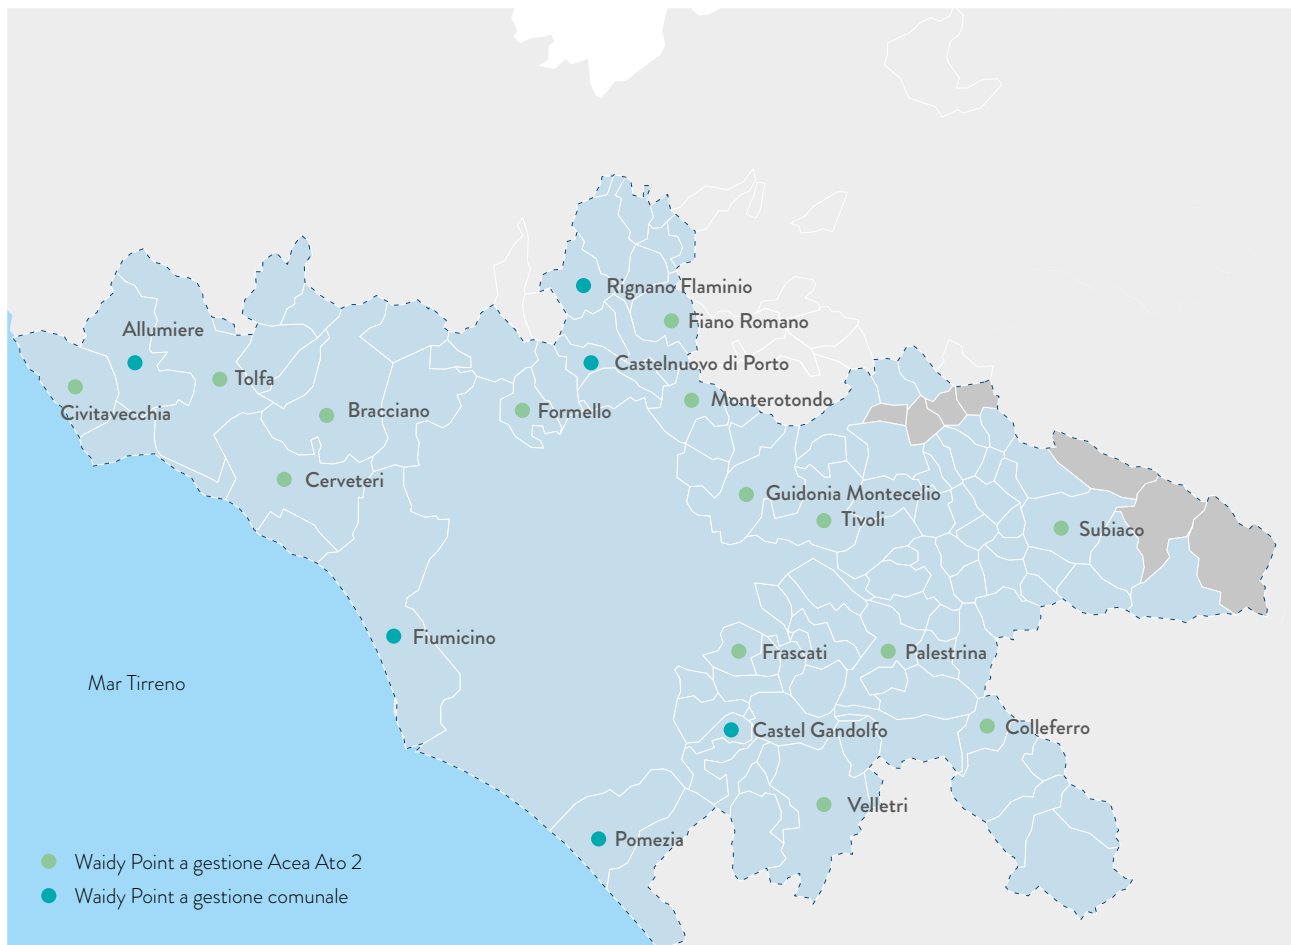 Rignano Flaminio
Fiano Romano
Allumiere
Castelnuovo di Porto
Tolfa
Monterotondo
Civitavecchia
Bracciano
Formello
Cerveteri
Guidonia Montecelio
Tivoli
Subiaco
Fiumicino
Frascati
Palestrina
Mar Tirreno
Castel Gandolfo
Colleferro
Velletri
Pomezia
Waidy Point a gestione Acea Ato 2
Waidy Point a gestione comunale